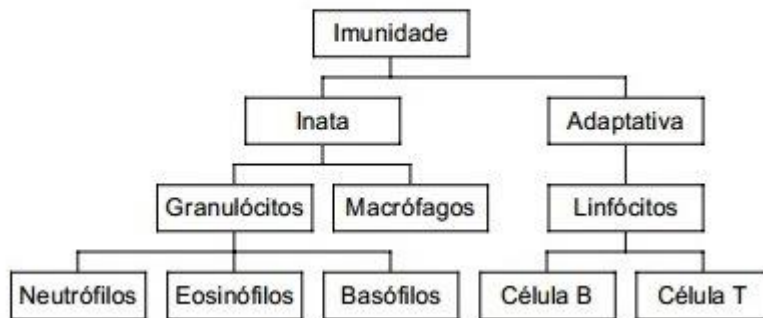 Imunidade
Inata
Adaptativa
Granulócitos
Macrófagos
Linfócitos
Neutrófilos
Eosinófilos
Basófilos
Célula B
Célula T